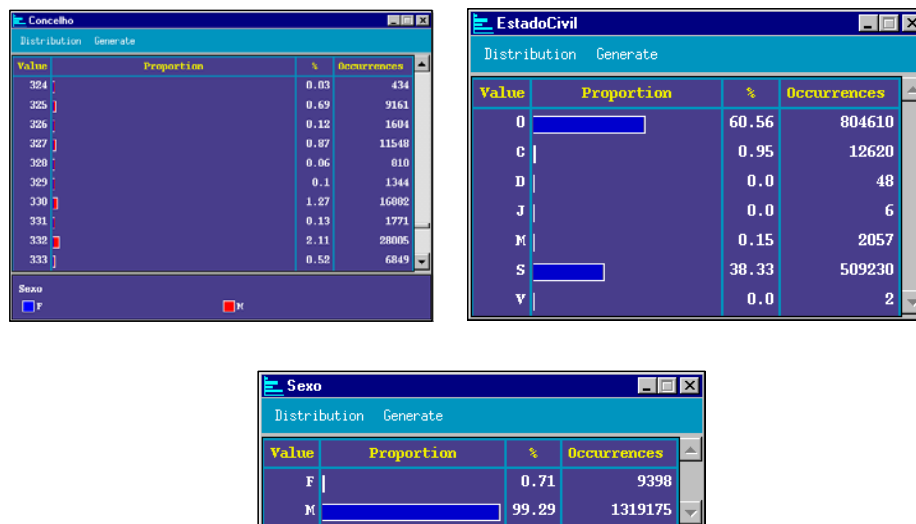 Concelho
Distribution Generate
Value Proportion % Occurrences
324 0.03 434
325 0.69 9161
326 0.12 1604
327 0.87 11548
328 0.06 810
329 0.1 1344
330 1.27 16882
331 0.13 1771
332 2.11 28005
333 0.52 6849
Sexo
F M
EstadoCivil
Distribution Generate
Value Proportion % Occurrences
0 60.56 804610
C 0.95 12620
D 0.0 48
J 0.0 6
M 0.15 2057
S 38.33 509230
V 0.0 2
Sexo
Distribution Generate
Value Proportion % Occurrences
F 0.71 9398
M 99.29 1319175